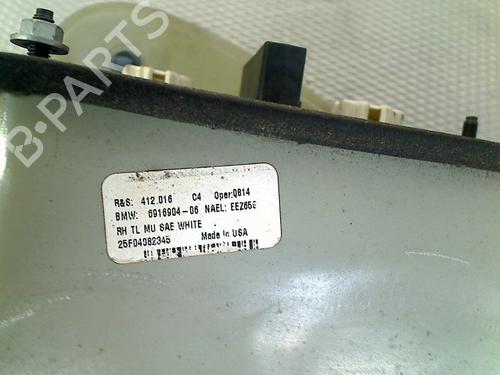 B-PARTS
R&S: 412.016 C4 Oper:0814
BMW: 6916904-06 NAEL: EEZ656
RH TL MU SAE WHITE
25F04082345 Made In USA